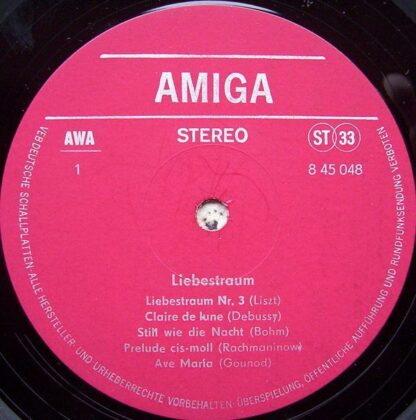 AMIGA
AWA
STEREO
ST 33
1
8 45 048
Liebestraum
Liebestraum Nr. 3 (Liszt)
Claire de lune (Debussy)
Still wie die Nacht (Bohm)
Prelude cis-moll (Rachmaninow)
Ave Maria (Gounod)
VEB DEUTSCHE SCHALLPLATTEN·ALLE HERSTELLER- UND URHEBERRECHTE VORBEHALTEN·ÜBERSPIELUNG, ÖFFENTLICHE AUFFÜHRUNG UND RUNDFUNKSENDUNG VERBOTEN